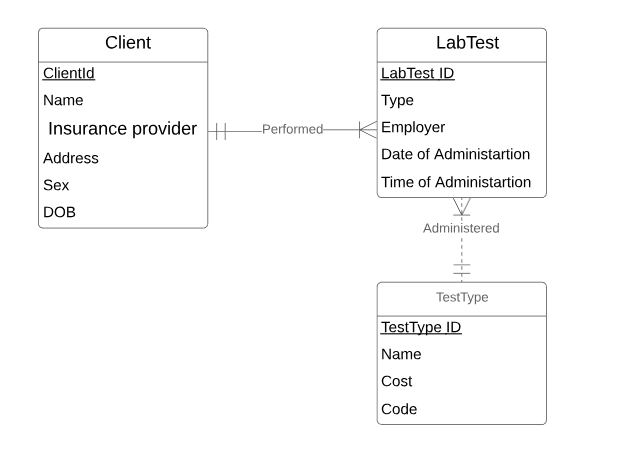 Client
ClientId
Name
Insurance provider
Address
Sex
DOB
Performed
LabTest
LabTest ID
Type
Employer
Date of Administartion
Time of Administartion
Administered
TestType
TestType ID
Name
Cost
Code